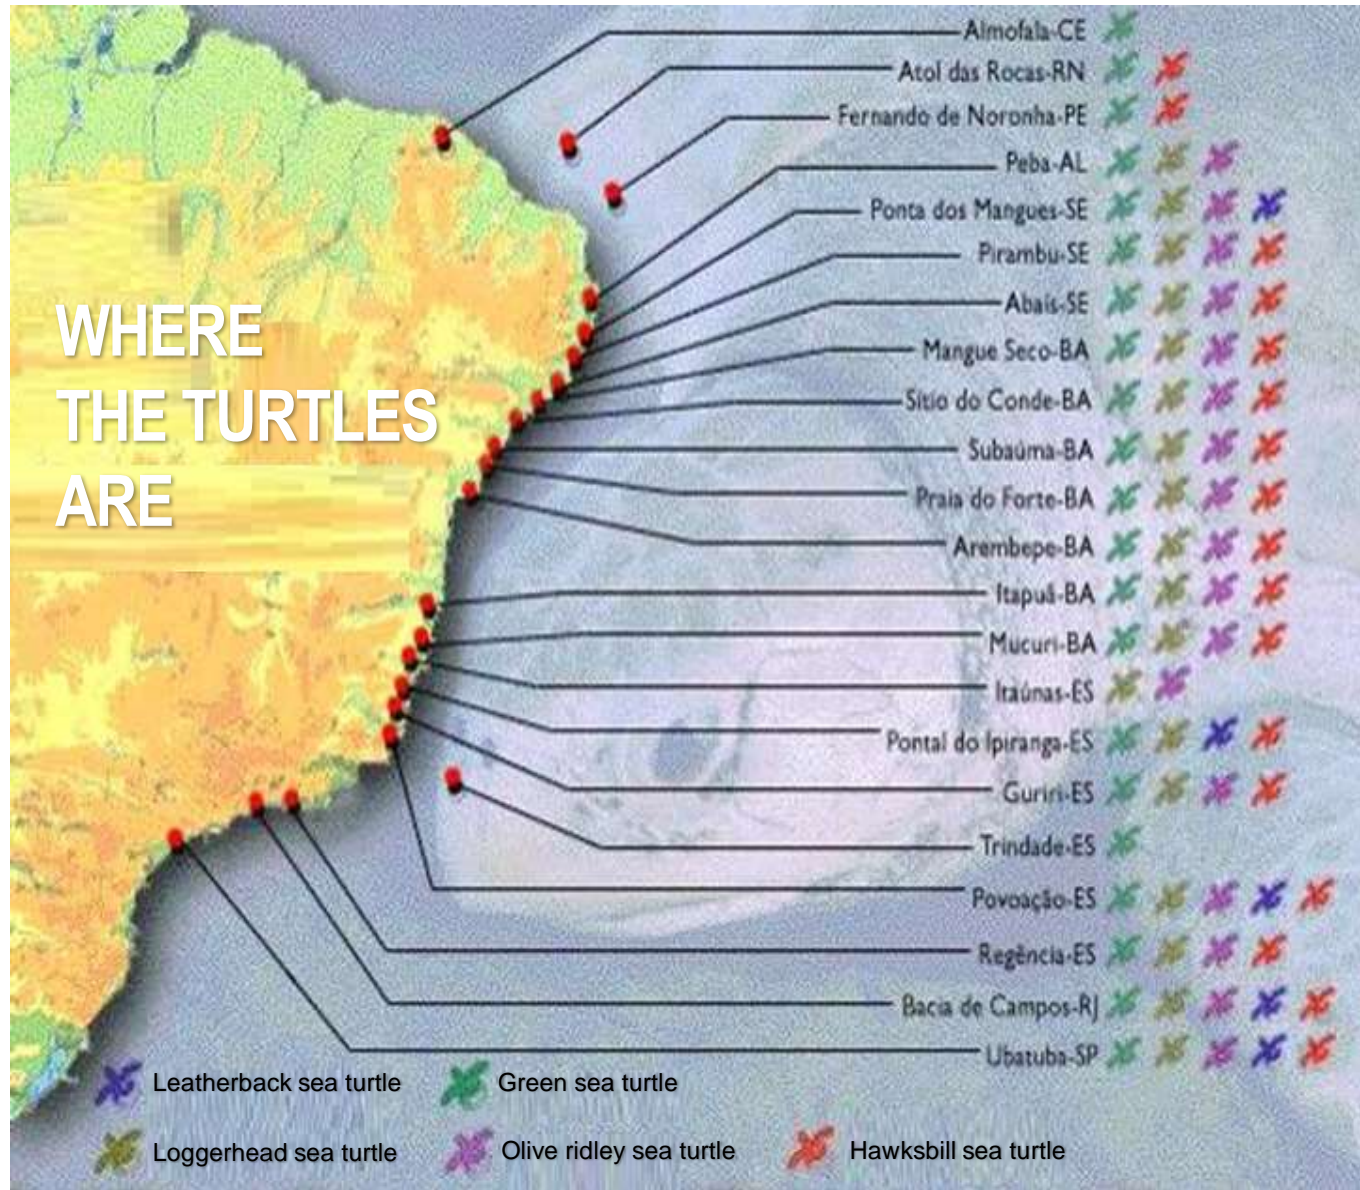 Almofala-CE
Atol das Rocas-RN
Fernando de Noronha-PE
Peba-AL
Ponta dos Mangues-SE
Pirambu-SE
Abaís-SE
Mangue Seco-BA
Sítio do Conde-BA
Subaúma-BA
Praia do Forte-BA
Arembepe-BA
Itapuã-BA
Mucuri-BA
Itaúnas-ES
Pontal do Ipiranga-ES
Guriri-ES
Trindade-ES
Povoação-ES
Regência-ES
Bacia de Campos-RJ
Ubatuba-SP
WHERE
THE TURTLES
ARE
Leatherback sea turtle
Green sea turtle
Loggerhead sea turtle
Olive ridley sea turtle
Hawksbill sea turtle